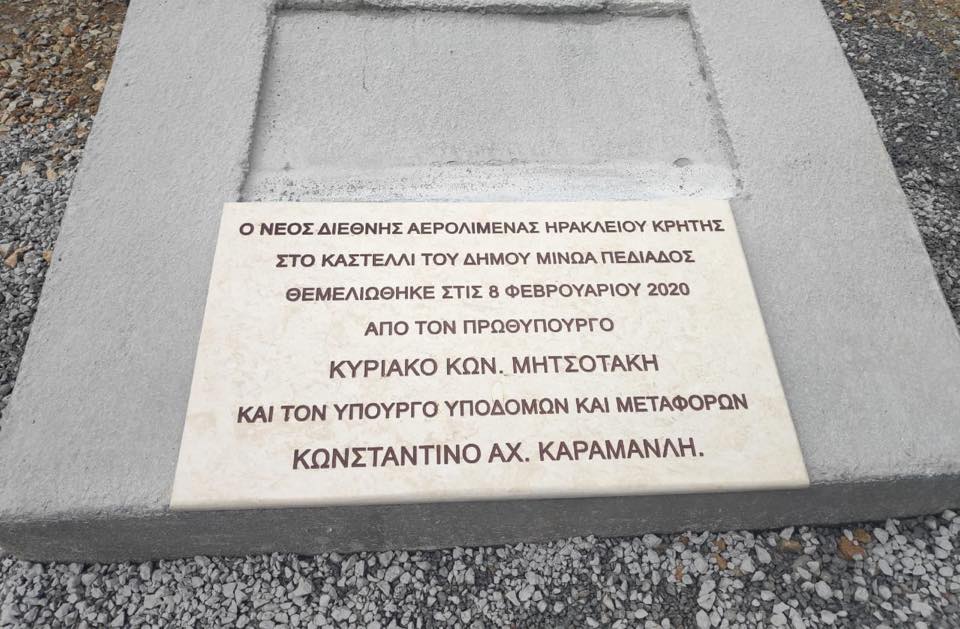 Ο ΝΕΟΣ ΔΙΕΘΝΗΣ ΑΕΡΟΛΙΜΕΝΑΣ ΗΡΑΚΛΕΙΟΥ ΚΡΗΤΗΣ
ΣΤΟ ΚΑΣΤΕΛΛΙ ΤΟΥ ΔΗΜΟΥ ΜΙΝΩΑ ΠΕΔΙΑΔΟΣ
ΘΕΜΕΛΙΩΘΗΚΕ ΣΤΙΣ 8 ΦΕΒΡΟΥΑΡΙΟΥ 2020
ΑΠΟ ΤΟΝ ΠΡΩΘΥΠΟΥΡΓΟ
ΚΥΡΙΑΚΟ ΚΩΝ. ΜΗΤΣΟΤΑΚΗ
ΚΑΙ ΤΟΝ ΥΠΟΥΡΓΟ ΥΠΟΔΟΜΩΝ ΚΑΙ ΜΕΤΑΦΟΡΩΝ
ΚΩΝΣΤΑΝΤΙΝΟ ΑΧ. ΚΑΡΑΜΑΝΛΗ.